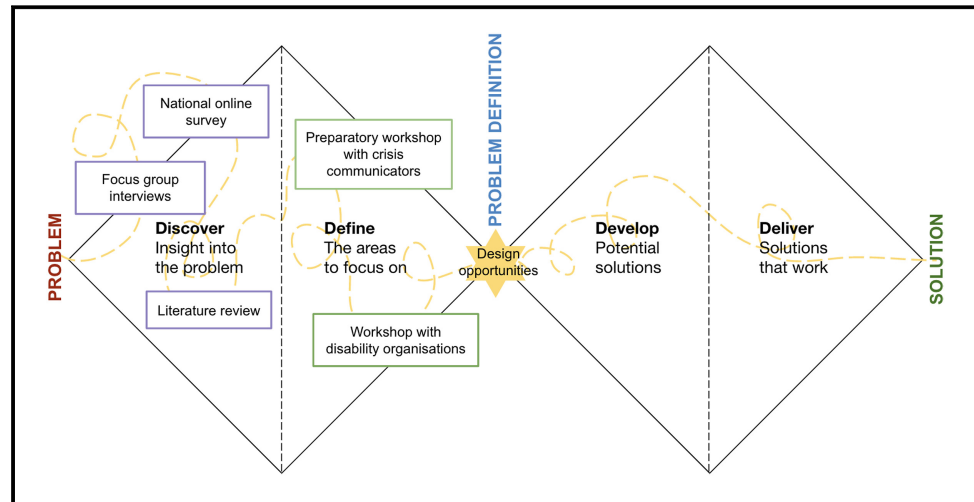 PROBLEM
National online
survey
Focus group
interviews
Discover
Insight into
the problem
Literature review
Preparatory workshop
with crisis
communicators
Define
The areas
to focus on
Workshop with
disability organisations
PROBLEM DEFINITION
Design
opportunities
Develop
Potential
solutions
Deliver
Solutions
that work
SOLUTION